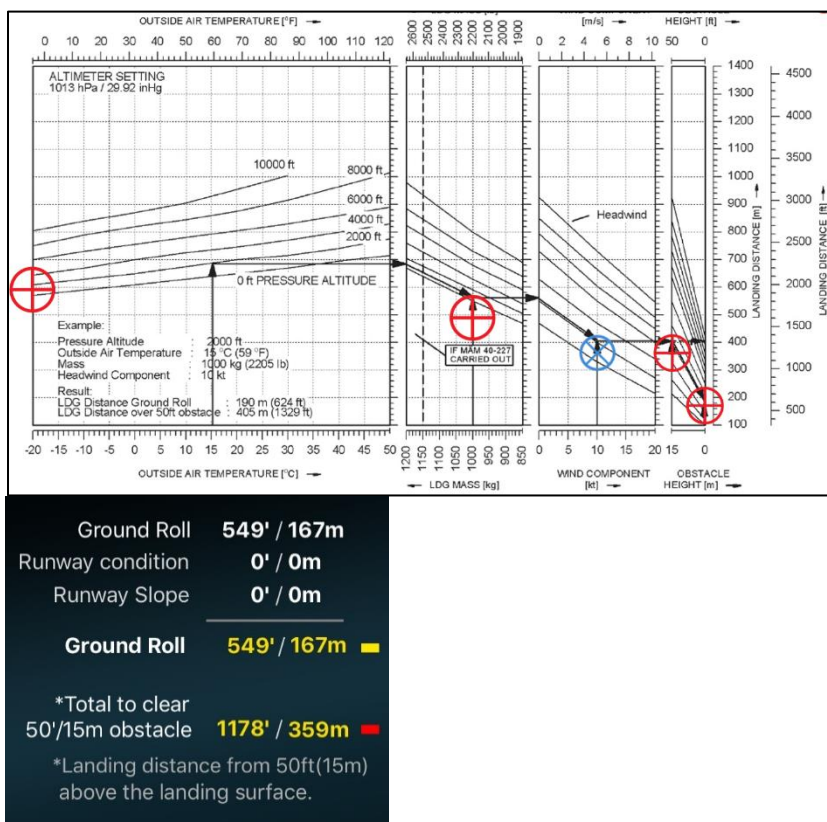 OUTSIDE AIR TEMPERATURE [°F] → [m/s] → HEIGHT [ft]
0 10 20 30 40 50 60 70 80 90 100 110 120 2600 2500 2400 2300 2200 2100 2000 1900 0 5 10 50 0
ALTIMETER SETTING
1013 hPa / 29.92 inHg
10000 ft
8000 ft
6000 ft
4000 ft
2000 ft
0 ft PRESSURE ALTITUDE
Headwind
1400
1300
1200
1100
1000
900
800
700
600
500
400
300
200
100
LANDING DISTANCE [m] →
4500
4000
3500
3000
2500
2000
1500
1000
500
LANDING DISTANCE [ft] →
IF MAM 40-227
CARRIED OUT
Example:
Pressure Altitude : 2000 ft
Outside Air Temperature : 15 °C (59 °F)
Mass : 1000 kg (2205 lb)
Headwind Component : 10 kt
Result:
LDG Distance Ground Roll : 190 m (624 ft)
LDG Distance over 50ft obstacle : 405 m (1329 ft)
-20 -15 -10 -5 0 5 10 15 20 25 30 35 40 45 50 1200 1150 1100 1050 1000 950 900 850 0 5 10 15 20 15 0
OUTSIDE AIR TEMPERATURE [°C] → ← LDG MASS [kg] WIND COMPONENT [kt] → OBSTACLE HEIGHT [m] →
Ground Roll 549' / 167m
Runway condition 0' / 0m
Runway Slope 0' / 0m
Ground Roll 549' / 167m
*Total to clear
50'/15m obstacle 1178' / 359m
*Landing distance from 50ft(15m)
above the landing surface.